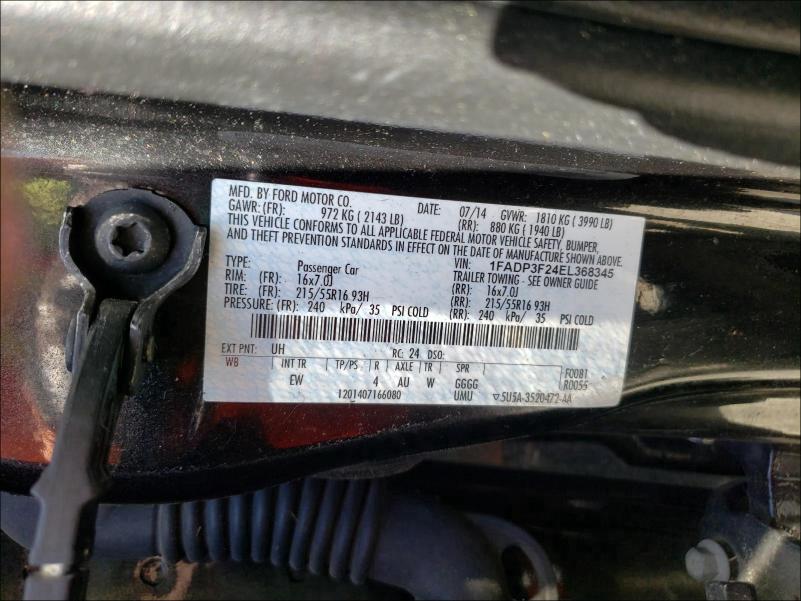 MFD. BY FORD MOTOR CO. DATE: 07/14 GVWR: 1810 KG ( 3990 LB)
GAWR: (FR): 972 KG ( 2143 LB) (RR): 880 KG ( 1940 LB)
THIS VEHICLE CONFORMS TO ALL APPLICABLE FEDERAL MOTOR VEHICLE SAFETY, BUMPER,
AND THEFT PREVENTION STANDARDS IN EFFECT ON THE DATE OF MANUFACTURE SHOWN ABOVE.
VIN: 1FADP3F24EL368345
TYPE: Passenger Car TRAILER TOWING - SEE OWNER GUIDE
RIM: (FR): 16x7.0J (RR): 16x7.0J
TIRE: (FR): 215/55R16 93H (RR): 215/55R16 93H
PRESSURE: (FR): 240 kPa/ 35 PSI COLD (RR): 240 kPa/ 35 PSI COLD
EXT PNT: UH RC: 24 DSO:
WB INT TR TP/PS R AXLE TR SPR F0081
EW 4 AU W GGGG R0055
1201407166080 UMU ▽5U5A-3520472-AA